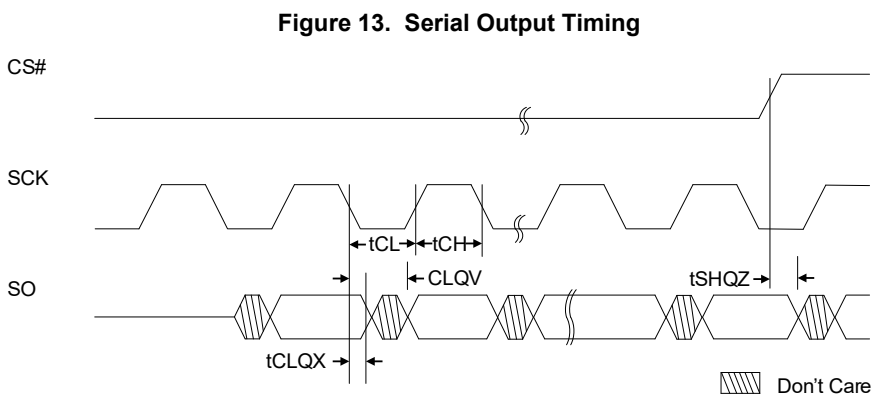 Figure 13. Serial Output Timing
CS#
SCK
tCL
tCH
CLQV
tSHQZ
SO
tCLQX
Don't Care